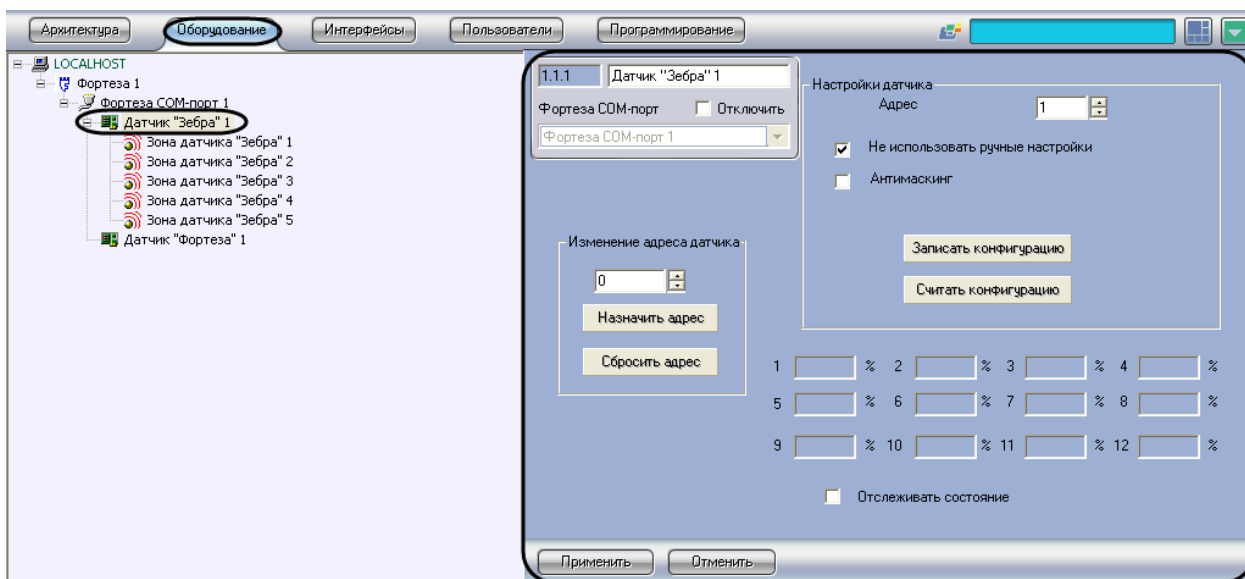 Архитектура Оборудование Интерфейсы Пользователи Программирование
LOCALHOST
Фортеза 1
Фортеза COM-порт 1
Датчик "Зебра" 1
Зона датчика "Зебра" 1
Зона датчика "Зебра" 2
Зона датчика "Зебра" 3
Зона датчика "Зебра" 4
Зона датчика "Зебра" 5
Датчик "Фортеза" 1
1.1.1 Датчик "Зебра" 1
Фортеза COM-порт Отключить
Фортеза COM-порт 1
Настройки датчика
Адрес 1
Не использовать ручные настройки
Антимаскинг
Записать конфигурацию
Считать конфигурацию
Изменение адреса датчика
0
Назначить адрес
Сбросить адрес
1 % 2 % 3 % 4 %
5 % 6 % 7 % 8 %
9 % 10 % 11 % 12 %
Отслеживать состояние
Применить Отменить